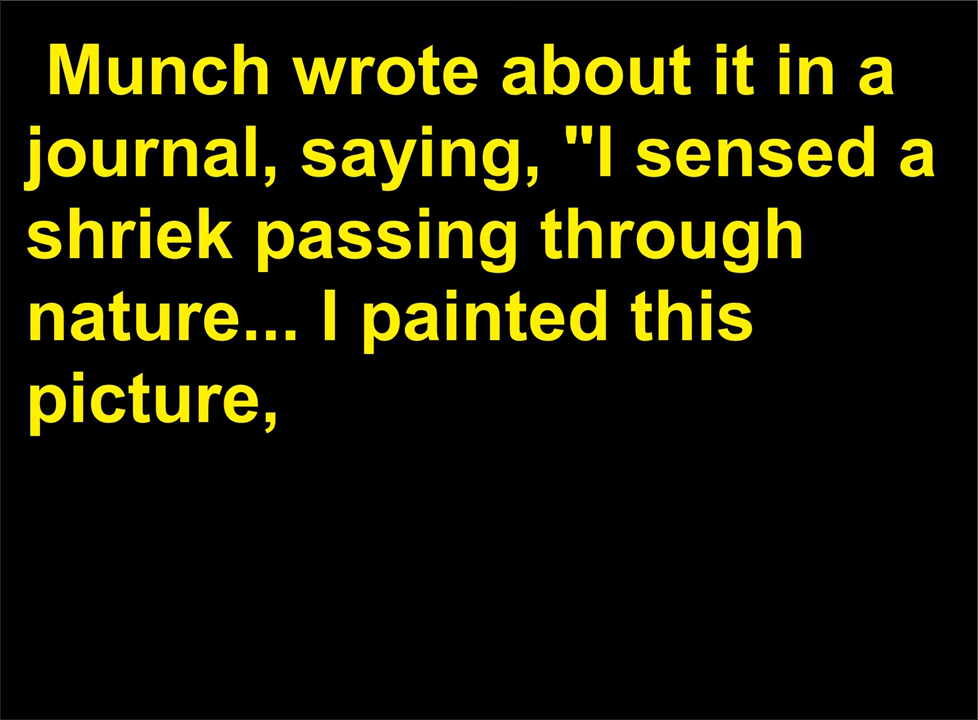 Munch wrote about it in a
journal, saying, "I sensed a
shriek passing through
nature... I painted this
picture,